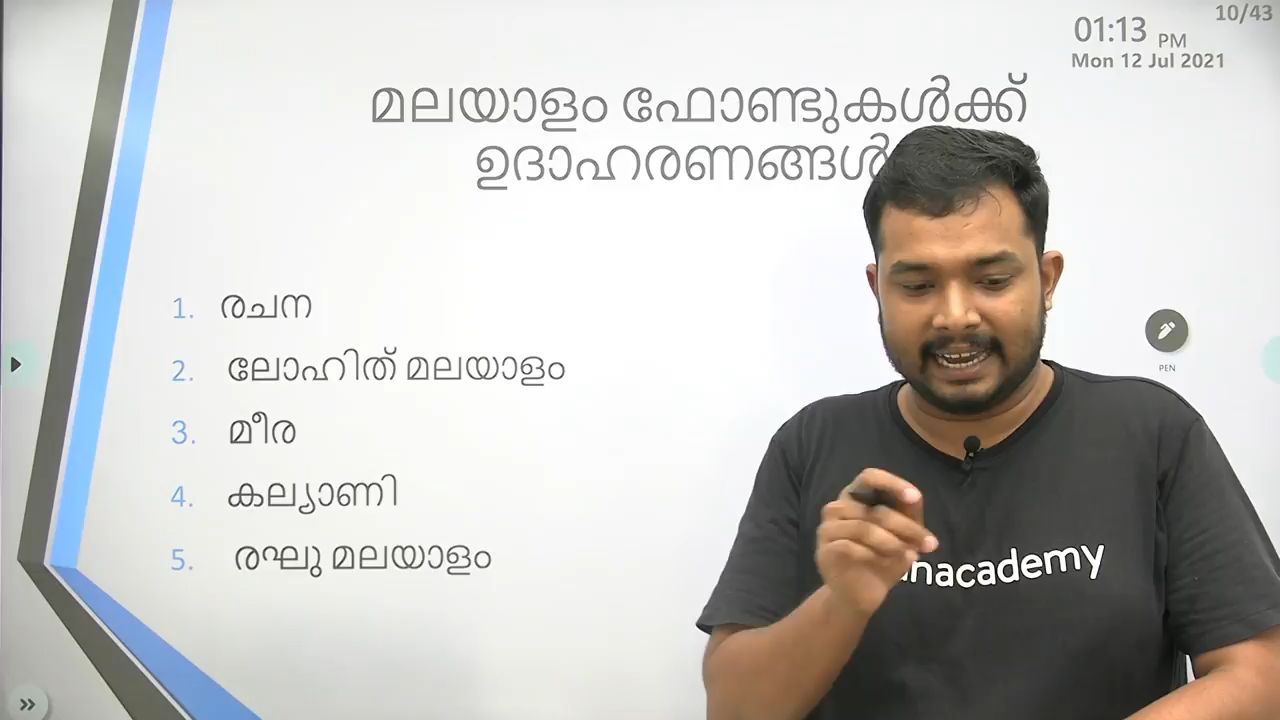 10/43
01:13 PM
Mon 12 Jul 2021
മലയാളം ഫോണ്ടുകൾക്ക്
ഉദാഹരണങ്ങൾ
1. രചന
2. ലോഹിത് മലയാളം
3. മീര
4. കല്യാണി
5. രഘു മലയാളം
PEN
unacademy